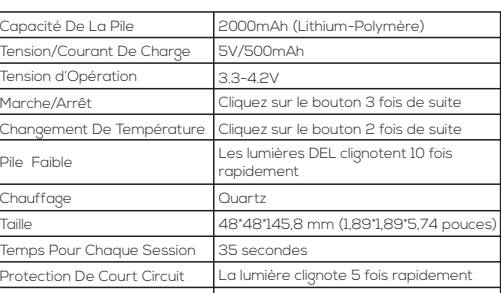 Capacité De La Pile 2000mAh (Lithium-Polymère)
Tension/Courant De Charge 5V/500mAh
Tension d'Opération 3.3-4.2V
Marche/Arrêt Cliquez sur le bouton 3 fois de suite
Changement De Température Cliquez sur le bouton 2 fois de suite
Pile Faible Les lumières DEL clignotent 10 fois
rapidement
Chauffage Quartz
Taille 48*48*145,8 mm (1,89*1,89*5,74 pouces)
Temps Pour Chaque Session 35 secondes
Protection De Court Circuit La lumière clignote 5 fois rapidement